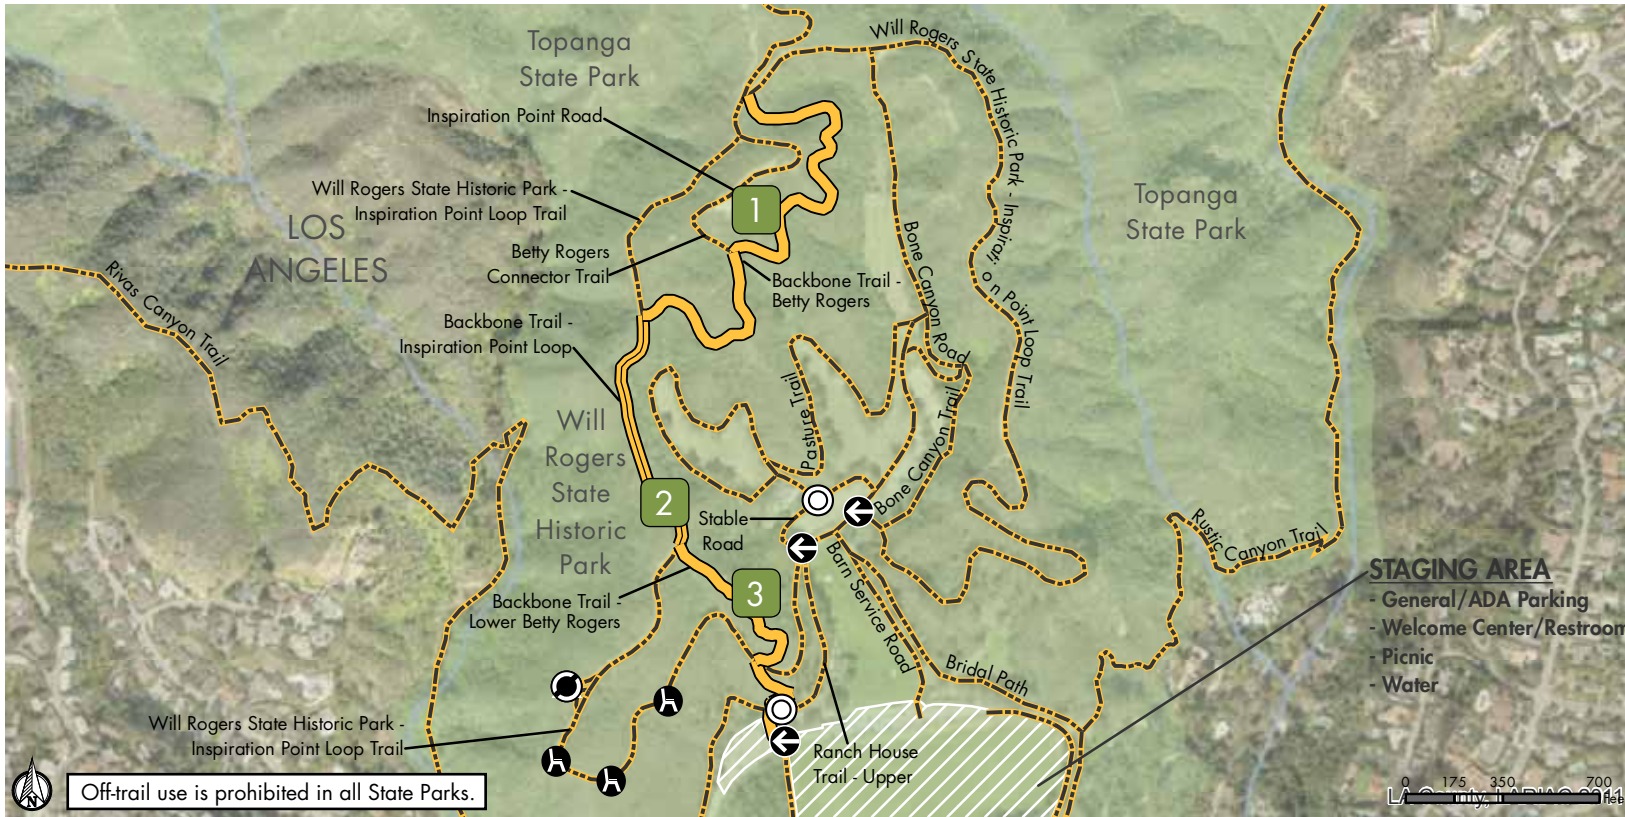 Topanga
State Park
Will Rogers State Historic Park - Inspiration Point Loop Trail
Inspiration Point Road
1
Will Rogers State Historic Park -
Inspiration Point Loop Trail
Topanga
State Park
LOS
ANGELES
Betty Rogers
Connector Trail
Backbone Trail -
Betty Rogers
Bone Canyon Road
Rivas Canyon Trail
Backbone Trail -
Inspiration Point Loop
Pasture Trail
Bone Canyon Trail
Will
Rogers
State
Historic
Park
2
Stable
Road
Rustic Canyon Trail
Barn Service Road
3
Backbone Trail -
Lower Betty Rogers
STAGING AREA
- General/ADA Parking
- Welcome Center/Restroom
- Picnic
- Water
Bridal Path
Will Rogers State Historic Park -
Inspiration Point Loop Trail
Ranch House
Trail - Upper
N
Off-trail use is prohibited in all State Parks.
0 175 350 700
Fee
LA County,